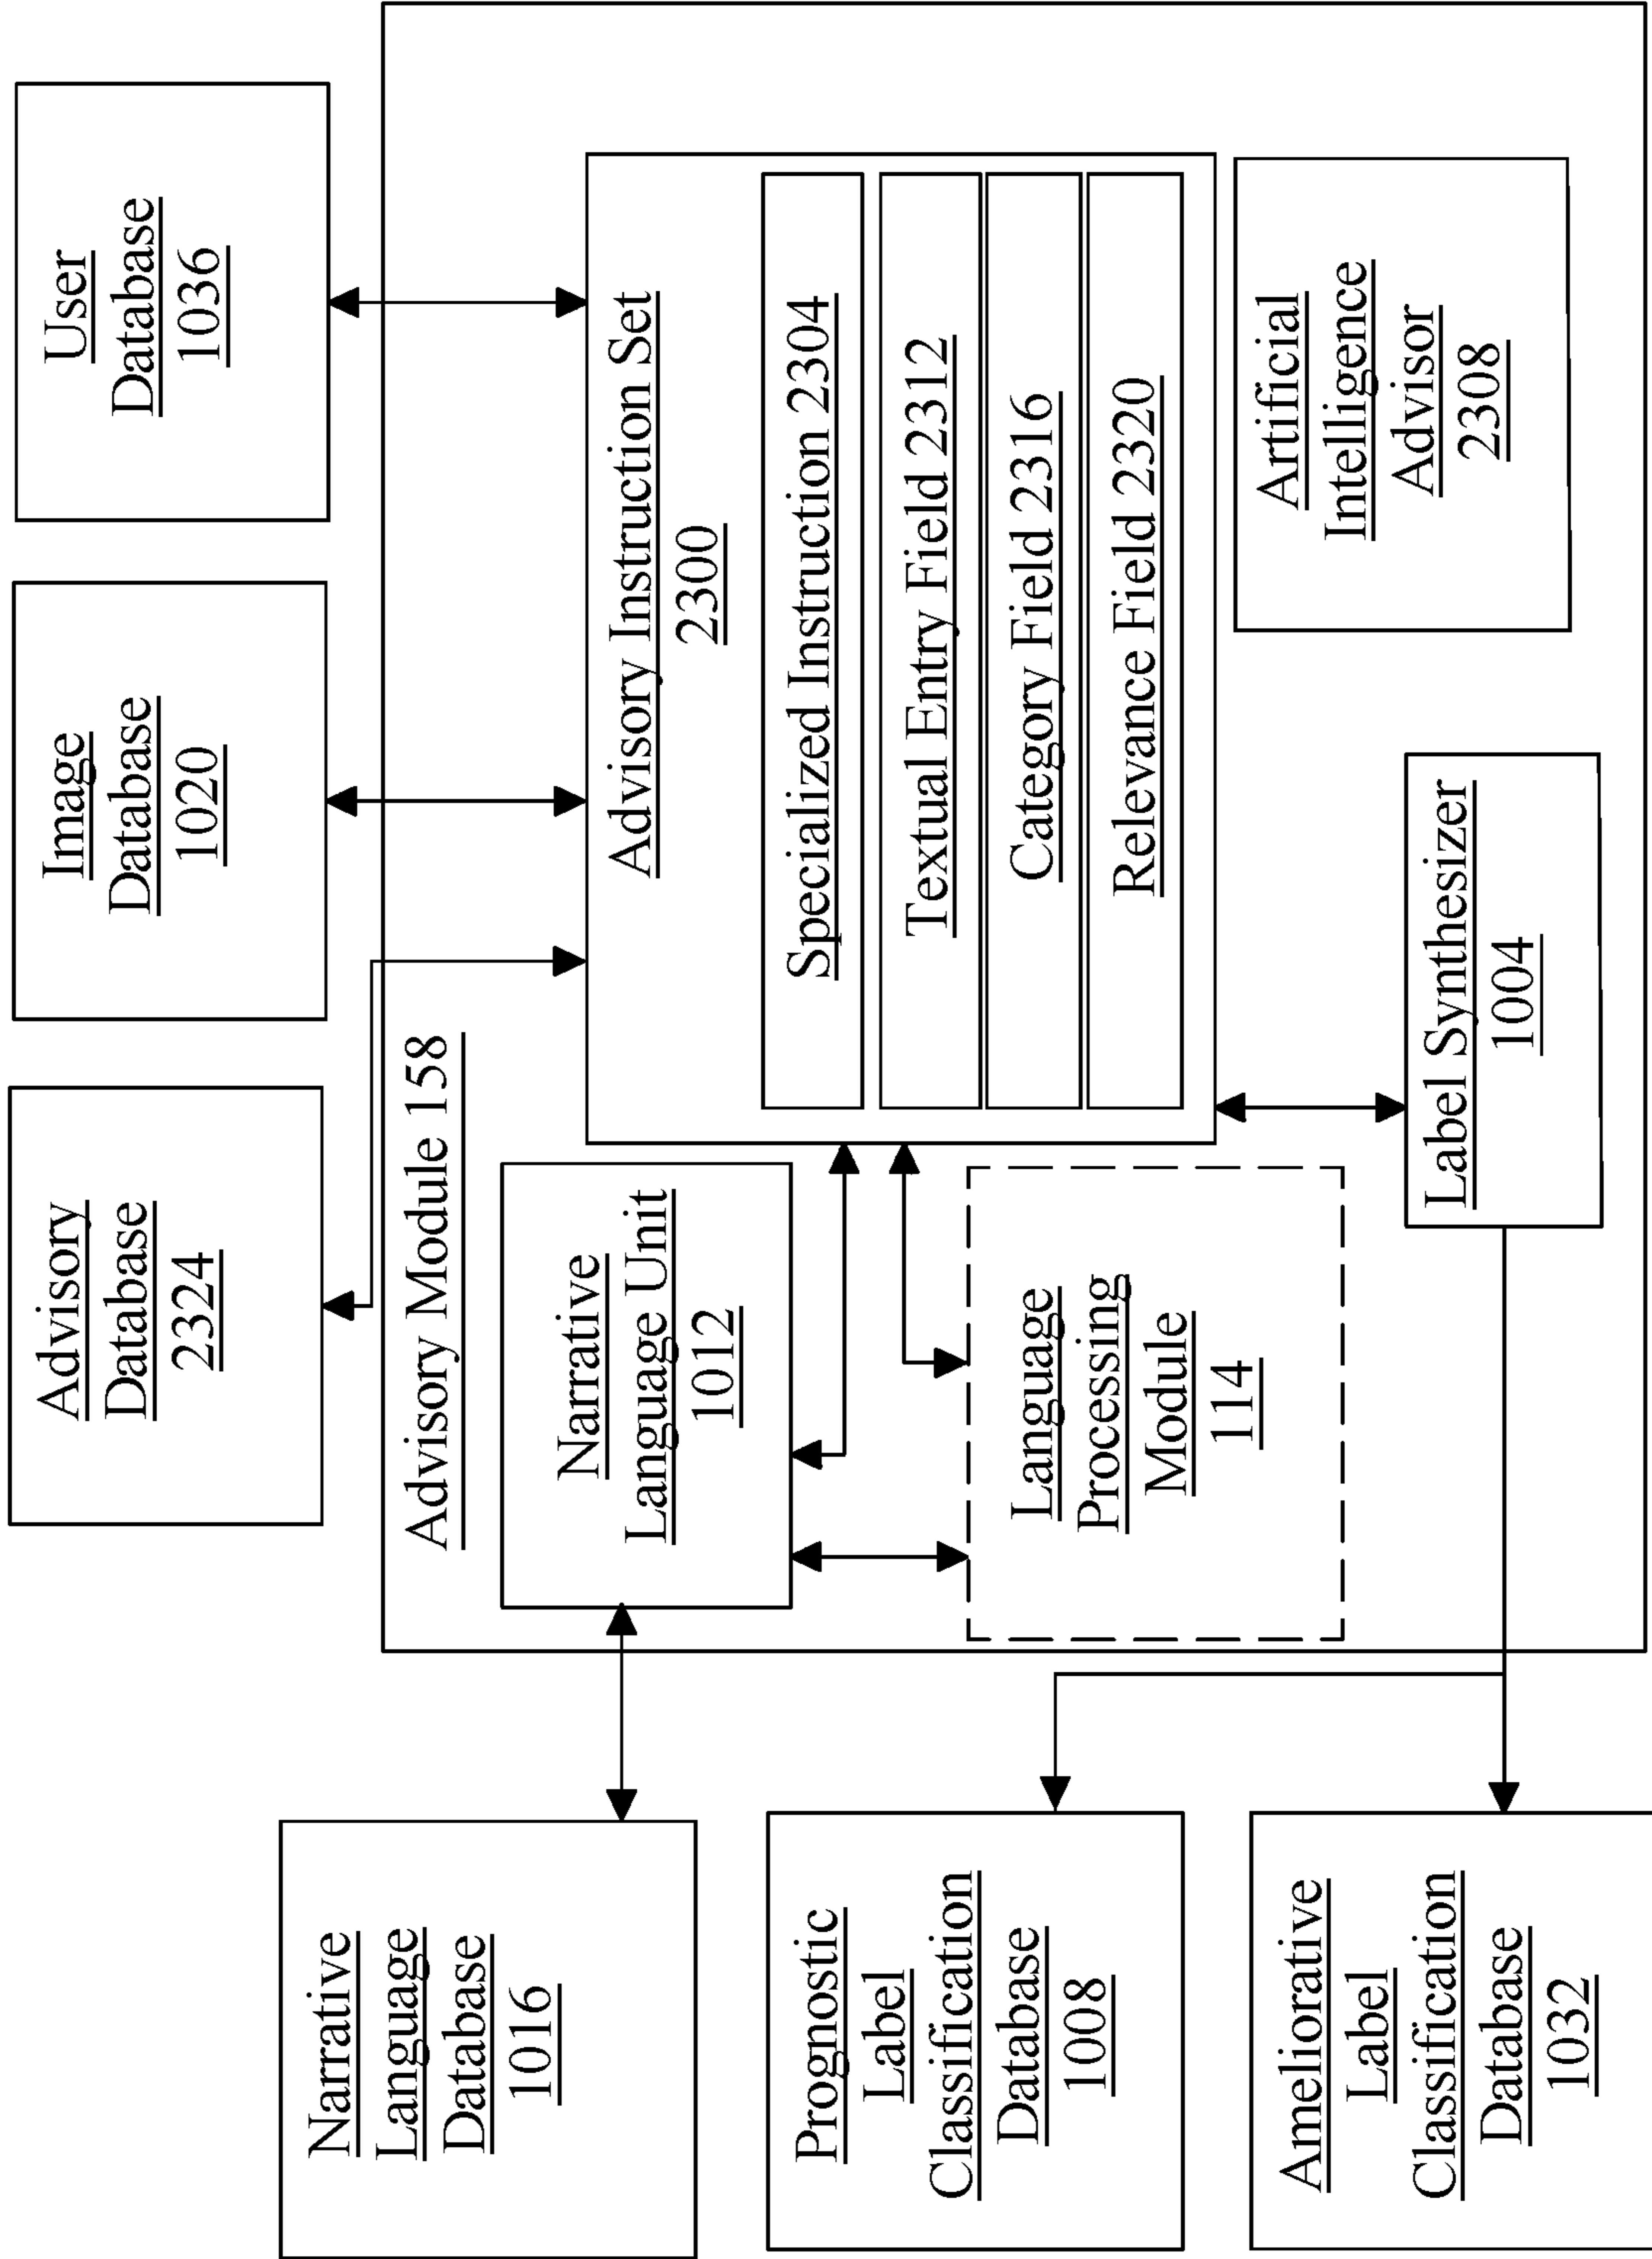 Advisory
Database
2324
Image
Database
1020
User
Database
1036
Narrative
Language
Database
1016
Advisory Module 158
Narrative
Language Unit
1012
Advisory Instruction Set
2300
Specialized Instruction 2304
Textual Entry Field 2312
Category Field 2316
Relevance Field 2320
Prognostic
Label
Classification
Database
1008
Language
Processing
Module
114
Artificial
Intelligence
Advisor
2308
Ameliorative
Label
Classification
Database
1032
Label Synthesizer
1004